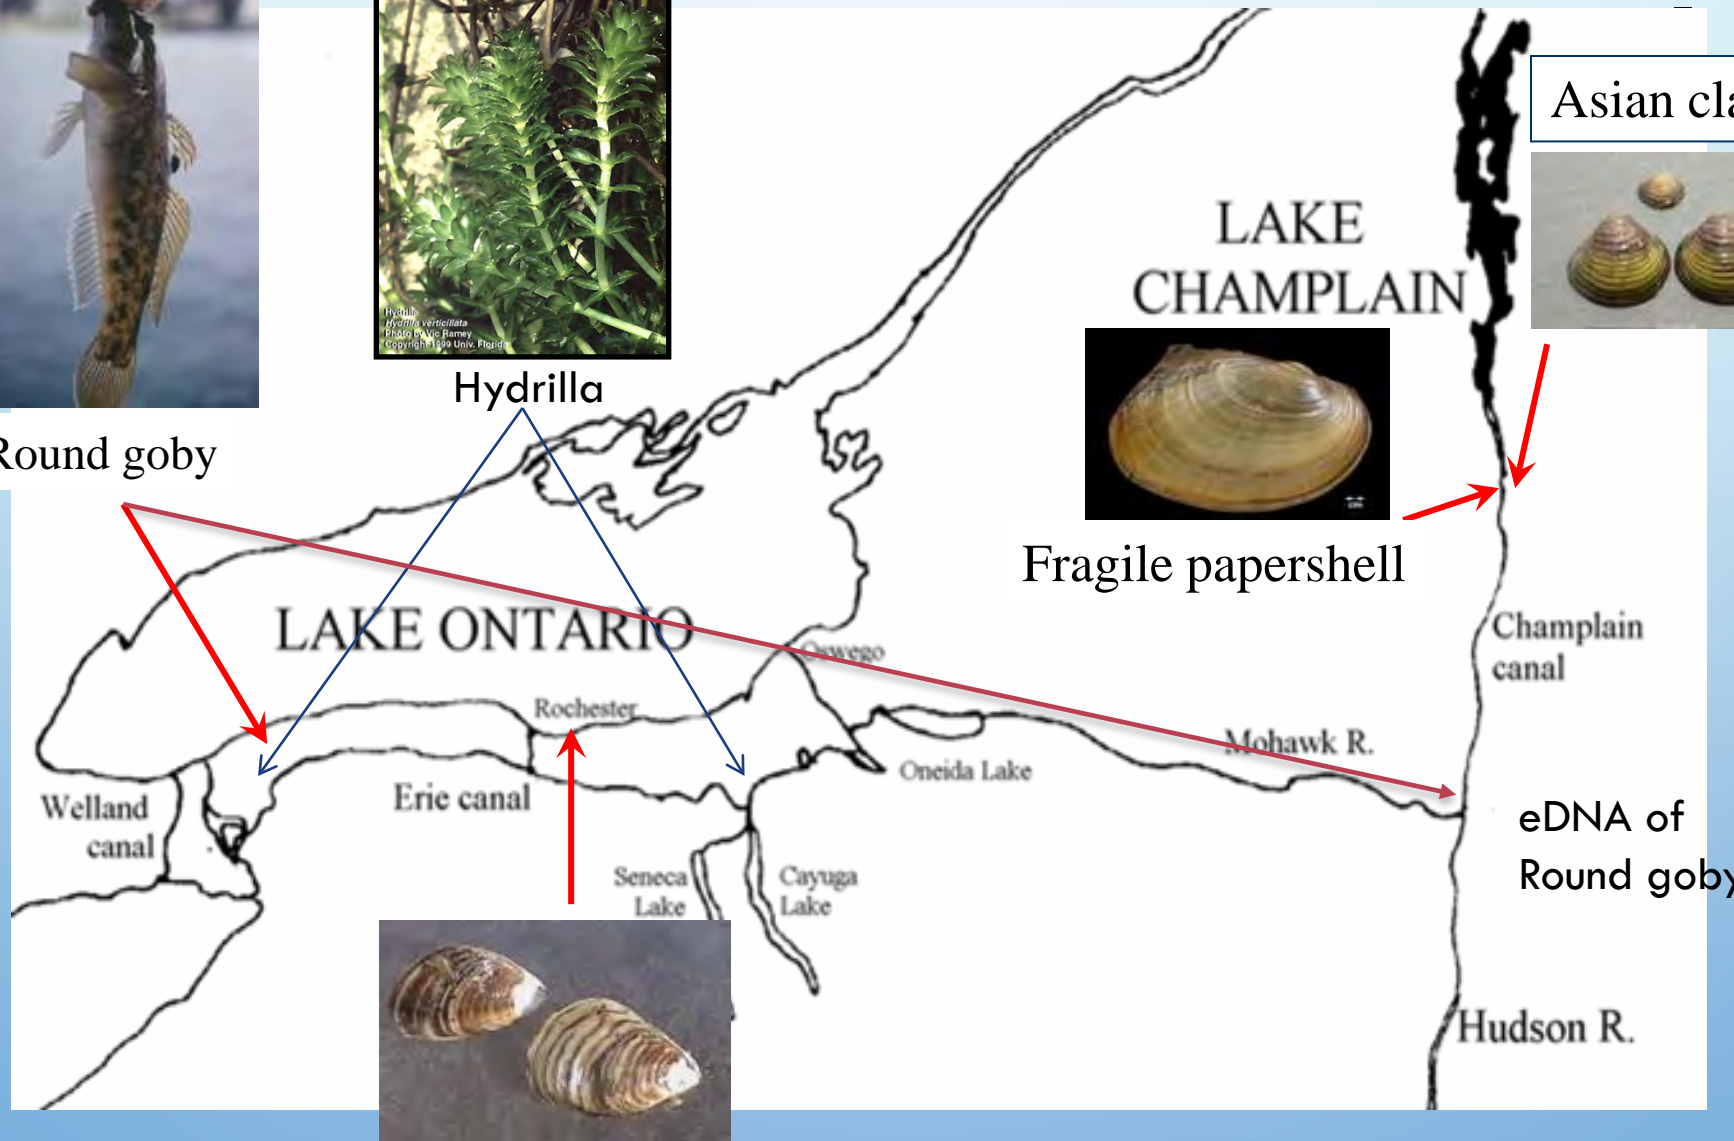 Asian cla
LAKE
CHAMPLAIN
Hydrilla
Hydrilla verticillata
Photo by Vic Ramey
Copyright 1999 Univ. Florida
Hydrilla
Round goby
Fragile papershell
LAKE ONTARIO
Oswego
Champlain
canal
Rochester
Mohawk R.
Oneida Lake
Erie canal
Welland
canal
eDNA of
Round goby
Seneca
Lake
Cayuga
Lake
Hudson R.